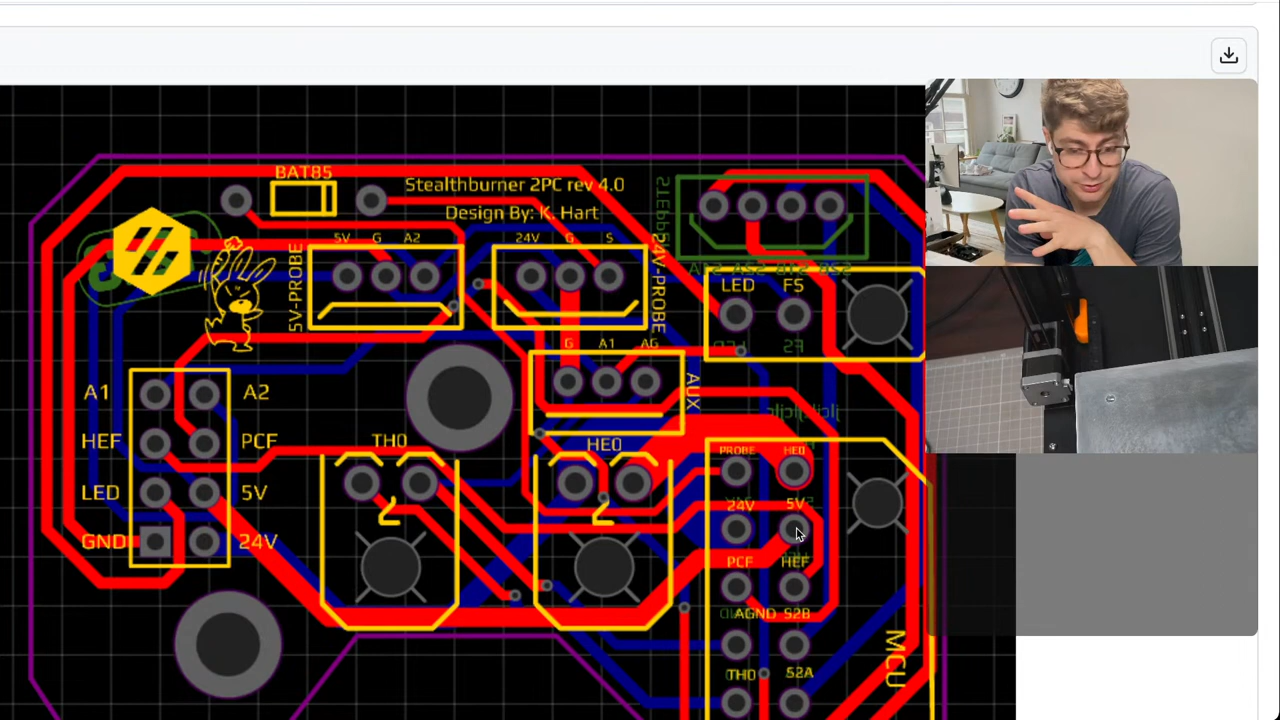 BAT85
Stealthburner 2PC rev 4.0
Design By: K. Hart
5V G A2
24V G S
5V-PROBE
24V-PROBE
LED F5
G A1 AG
AUX
A1 A2
HEF PCF
LED 5V
GND 24V
TH0
HE0
PROBE HE0
24V 5V
PCF HEF
AGND S2B
TH0 S2A
MCU